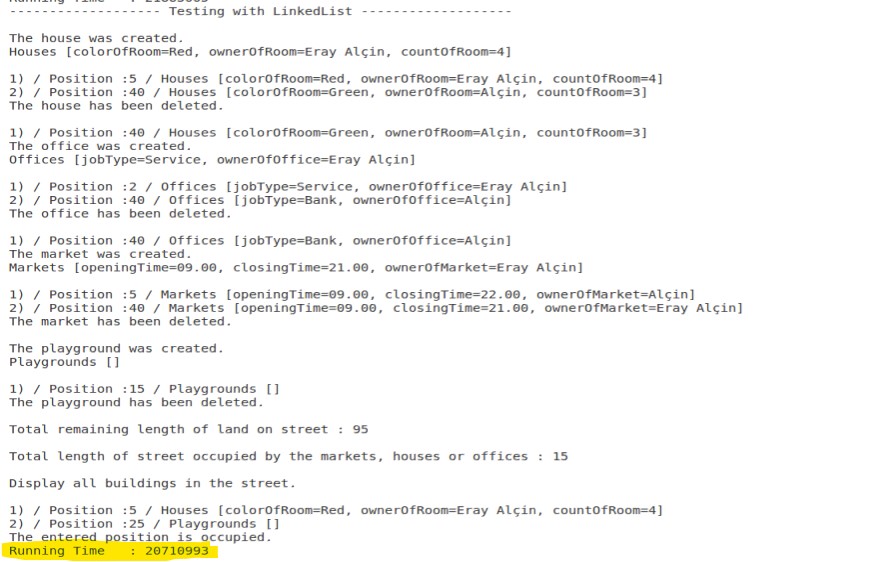 Running Time : 21883003
------------------- Testing with LinkedList -------------------
The house was created.
Houses [colorOfRoom=Red, ownerOfRoom=Eray Alçin, countOfRoom=4]
1) / Position :5 / Houses [colorOfRoom=Red, ownerOfRoom=Eray Alçin, countOfRoom=4]
2) / Position :40 / Houses [colorOfRoom=Green, ownerOfRoom=Alçin, countOfRoom=3]
The house has been deleted.
1) / Position :40 / Houses [colorOfRoom=Green, ownerOfRoom=Alçin, countOfRoom=3]
The office was created.
Offices [jobType=Service, ownerOfOffice=Eray Alçin]
1) / Position :2 / Offices [jobType=Service, ownerOfOffice=Eray Alçin]
2) / Position :40 / Offices [jobType=Bank, ownerOfOffice=Alçin]
The office has been deleted.
1) / Position :40 / Offices [jobType=Bank, ownerOfOffice=Alçin]
The market was created.
Markets [openingTime=09.00, closingTime=21.00, ownerOfMarket=Eray Alçin]
1) / Position :5 / Markets [openingTime=09.00, closingTime=22.00, ownerOfMarket=Alçin]
2) / Position :40 / Markets [openingTime=09.00, closingTime=21.00, ownerOfMarket=Eray Alçin]
The market has been deleted.
The playground was created.
Playgrounds []
1) / Position :15 / Playgrounds []
The playground has been deleted.
Total remaining length of land on street : 95
Total length of street occupied by the markets, houses or offices : 15
Display all buildings in the street.
1) / Position :5 / Houses [colorOfRoom=Red, ownerOfRoom=Eray Alçin, countOfRoom=4]
2) / Position :25 / Playgrounds []
The entered position is occupied.
Running Time : 20710993